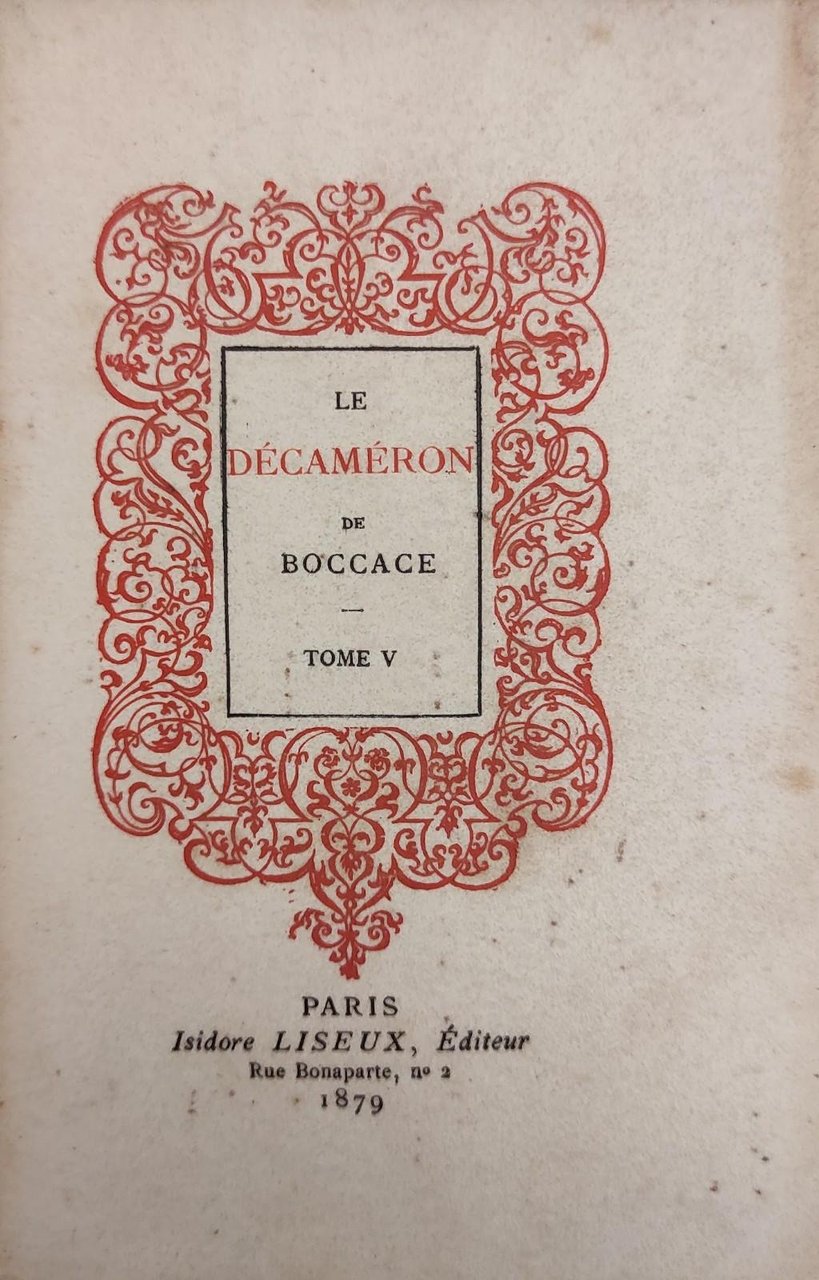 LE
DÉCAMÉRON
DE
BOCCACE
—
TOME V
PARIS
Isidore LISEUX, Éditeur
Rue Bonaparte, nº 2
1879